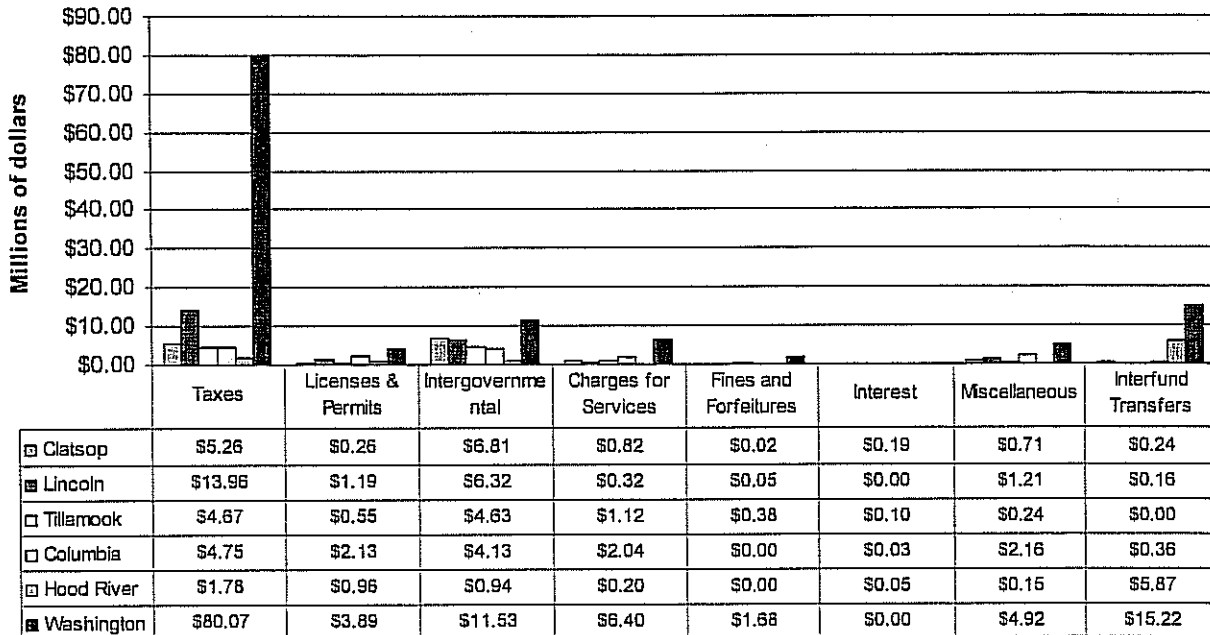 $90.00
$80.00
$70.00
$60.00
$50.00
$40.00
$30.00
$20.00
$10.00
$0.00
Millions of dollars
Taxes
Licenses &
Permits
Intergovernme
ntal
Charges for
Services
Fines and
Forfeitures
Interest
Miscellaneous
Interfund
Transfers
Clatsop $5.26 $0.26 $6.81 $0.82 $0.02 $0.19 $0.71 $0.24
Lincoln $13.96 $1.19 $6.32 $0.32 $0.05 $0.00 $1.21 $0.16
Tillamook $4.67 $0.55 $4.63 $1.12 $0.38 $0.10 $0.24 $0.00
Columbia $4.75 $2.13 $4.13 $2.04 $0.00 $0.03 $2.16 $0.36
Hood River $1.78 $0.96 $0.94 $0.20 $0.00 $0.05 $0.15 $5.87
Washington $80.07 $3.89 $11.53 $6.40 $1.68 $0.00 $4.92 $15.22